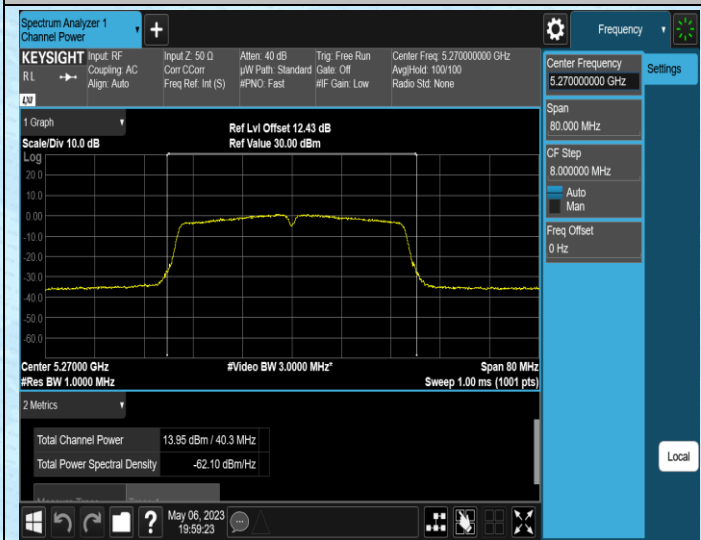 Spectrum Analyzer 1
Channel Power
+
Frequency
KEYSIGHT
RL
LXI
Input: RF
Coupling: AC
Align: Auto
Input Z: 50 Ω
Corr CCorr
Freq Ref: Int (S)
Atten: 40 dB
µW Path: Standard
#PNO: Fast
Trig: Free Run
Gate: Off
#IF Gain: Low
Center Freq: 5.270000000 GHz
Avg|Hold: 100/100
Radio Std: None
Center Frequency
5.270000000 GHz
Settings
Span
80.000 MHz
CF Step
8.000000 MHz
Auto
Man
Freq Offset
0 Hz
1 Graph
Scale/Div 10.0 dB
Ref Lvl Offset 12.43 dB
Ref Value 30.00 dBm
Log
20.0
10.0
0.00
-10.0
-20.0
-30.0
-40.0
-50.0
-60.0
Center 5.27000 GHz
#Video BW 3.0000 MHz*
Span 80 MHz
#Res BW 1.0000 MHz
Sweep 1.00 ms (1001 pts)
2 Metrics
Total Channel Power 13.95 dBm / 40.3 MHz
Total Power Spectral Density -62.10 dBm/Hz
Local
?
May 06, 2023
19:59:23